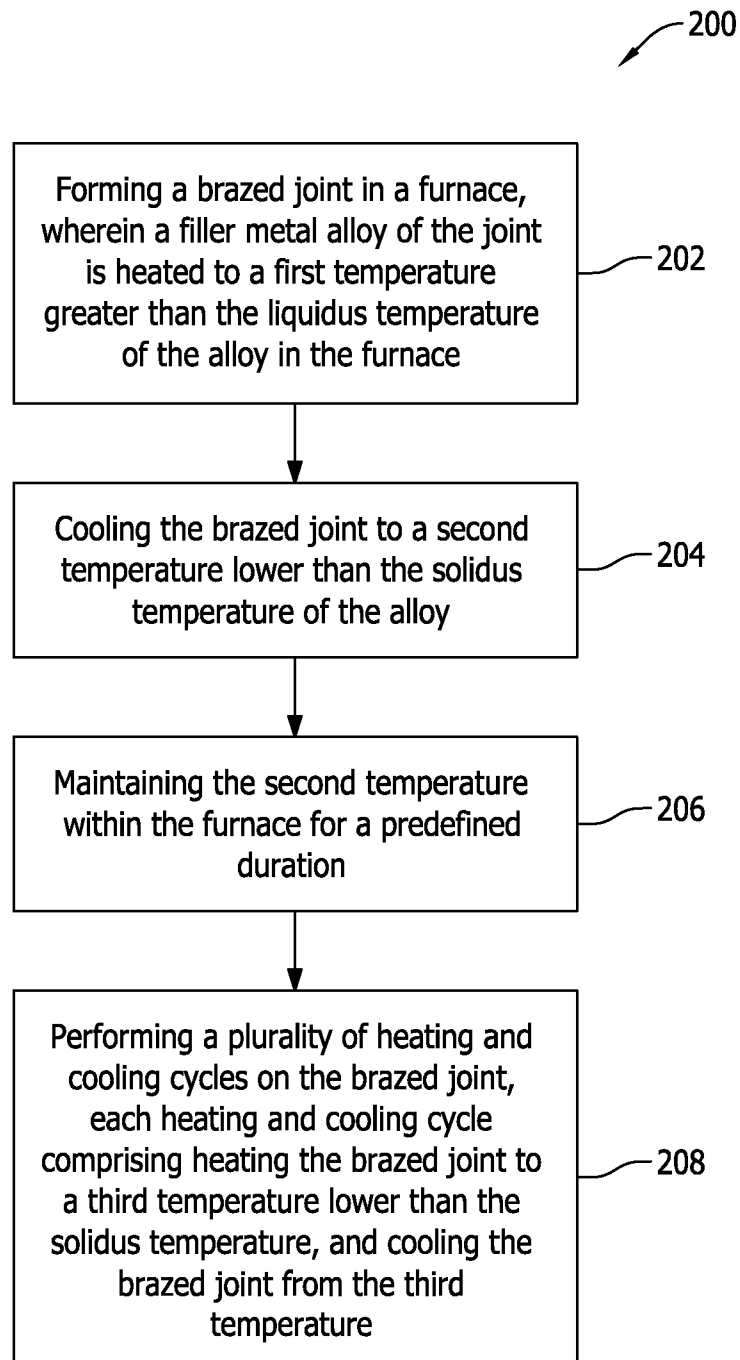 200
Forming a brazed joint in a furnace,
wherein a filler metal alloy of the joint
is heated to a first temperature
greater than the liquidus temperature
of the alloy in the furnace
202
Cooling the brazed joint to a second
temperature lower than the solidus
temperature of the alloy
204
Maintaining the second temperature
within the furnace for a predefined
duration
206
Performing a plurality of heating and
cooling cycles on the brazed joint,
each heating and cooling cycle
comprising heating the brazed joint to
a third temperature lower than the
solidus temperature, and cooling the
brazed joint from the third
temperature
208